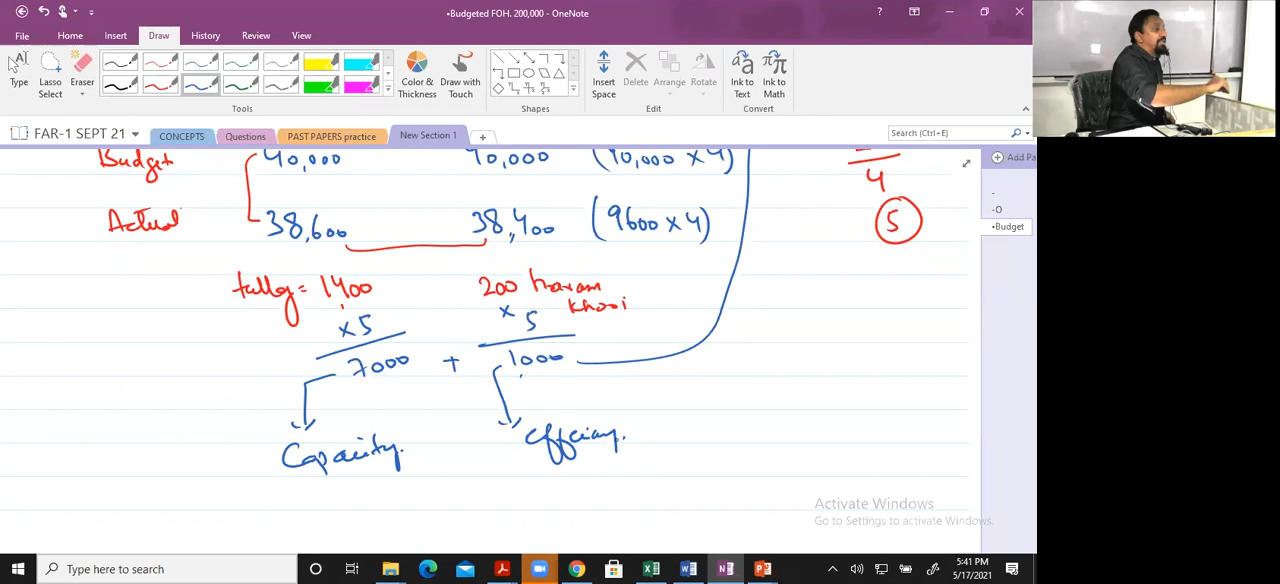 •Budgeted FOH. 200,000 - OneNote
File Home Insert Draw History Review View
Type Lasso Select Eraser Color & Thickness Draw with Touch Insert Space Delete Arrange Rotate Ink to Text Ink to Math
Tools Shapes Edit Convert
FAR-1 SEPT 21 CONCEPTS Questions PAST PAPERS practice New Section 1 Search (Ctrl+E)
Add Pa
-
-O
•Budget
Budget 40,000 40,000 (10,000 x 4)
4
Actual 38,600 38,400 (9600 x 4) 5
1400 200 haram
khori
x 5 x 5
7000 + 1000
Capacity.
Activate Windows
Go to Settings to activate Windows.
Type here to search
5:41 PM
5/17/2021